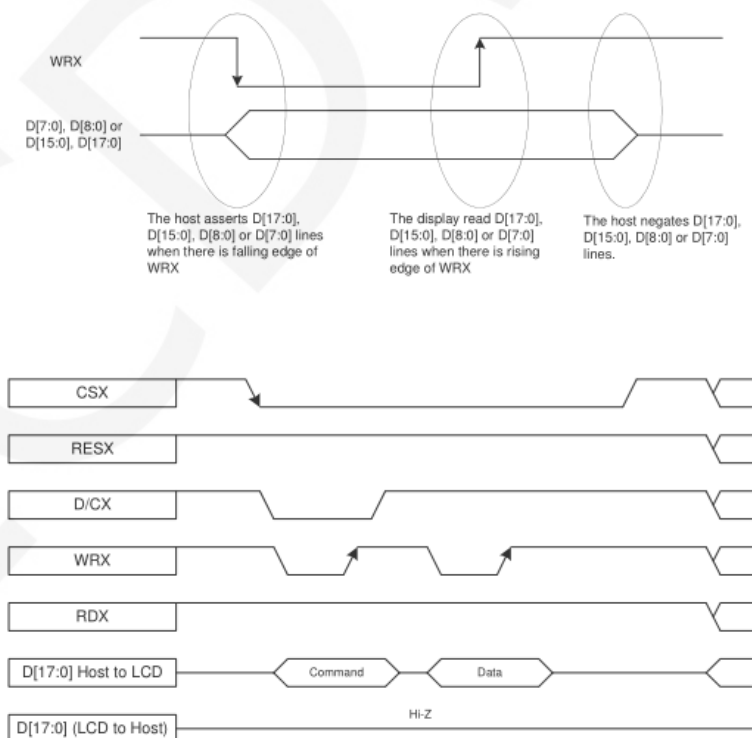 WRX
D[7:0], D[8:0] or
D[15:0], D[17:0]
The host asserts D[17:0],
D[15:0], D[8:0] or D[7:0] lines
when there is falling edge of
WRX
The display read D[17:0],
D[15:0], D[8:0] or D[7:0]
lines when there is rising
edge of WRX
The host negates D[17:0],
D[15:0], D[8:0] or D[7:0]
lines.
CSX
RESX
D/CX
WRX
RDX
D[17:0] Host to LCD
Command
Data
D[17:0] (LCD to Host)
Hi-Z